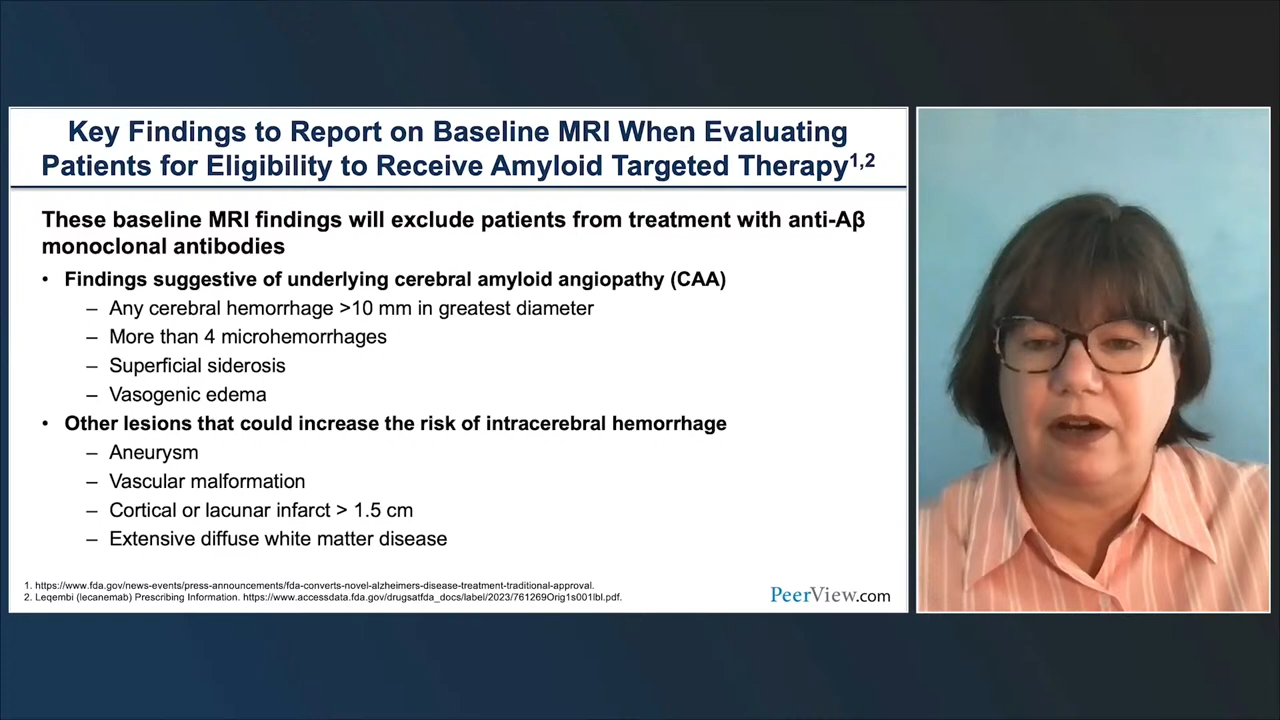 Key Findings to Report on Baseline MRI When Evaluating
Patients for Eligibility to Receive Amyloid Targeted Therapy1,2
These baseline MRI findings will exclude patients from treatment with anti-Aβ
monoclonal antibodies
• Findings suggestive of underlying cerebral amyloid angiopathy (CAA)
– Any cerebral hemorrhage >10 mm in greatest diameter
– More than 4 microhemorrhages
– Superficial siderosis
– Vasogenic edema
• Other lesions that could increase the risk of intracerebral hemorrhage
– Aneurysm
– Vascular malformation
– Cortical or lacunar infarct > 1.5 cm
– Extensive diffuse white matter disease
1. https://www.fda.gov/news-events/press-announcements/fda-converts-novel-alzheimers-disease-treatment-traditional-approval.
2. Leqembi (lecanemab) Prescribing Information. https://www.accessdata.fda.gov/drugsatfda_docs/label/2023/761269Orig1s001lbl.pdf.
PeerView.com